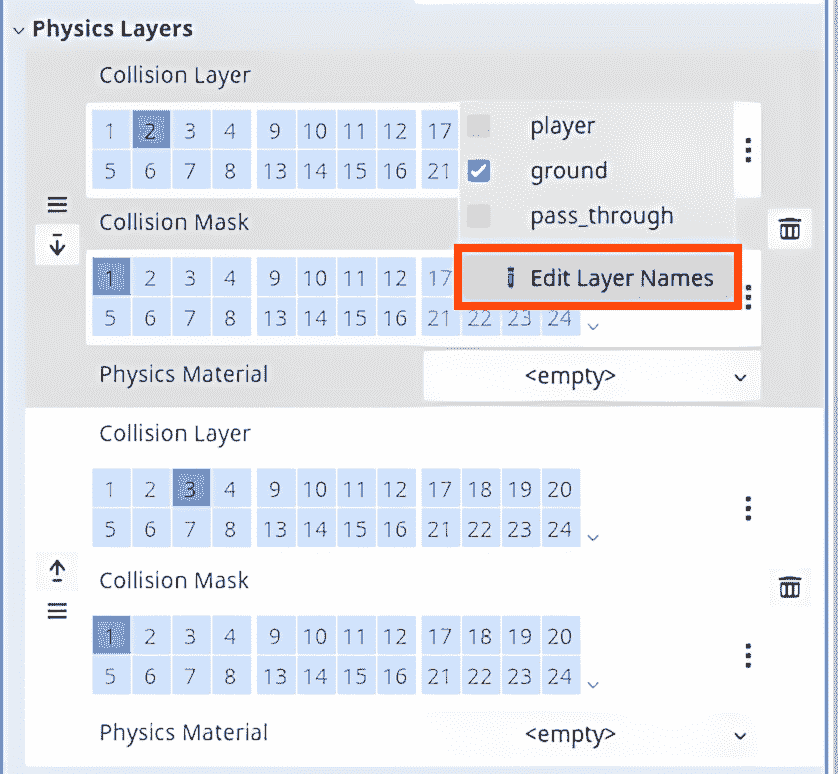 Physics Layers
Collision Layer
1 2 3 4 9 10 11 12 17
player
5 6 7 8 13 14 15 16 21
ground
Collision Mask
pass_through
1 2 3 4 9 10 11 12 17
Edit Layer Names
5 6 7 8 13 14 15 16 21 22 23 24
Physics Material
<empty>
Collision Layer
1 2 3 4 9 10 11 12 17 18 19 20
5 6 7 8 13 14 15 16 21 22 23 24
Collision Mask
1 2 3 4 9 10 11 12 17 18 19 20
5 6 7 8 13 14 15 16 21 22 23 24
Physics Material
<empty>